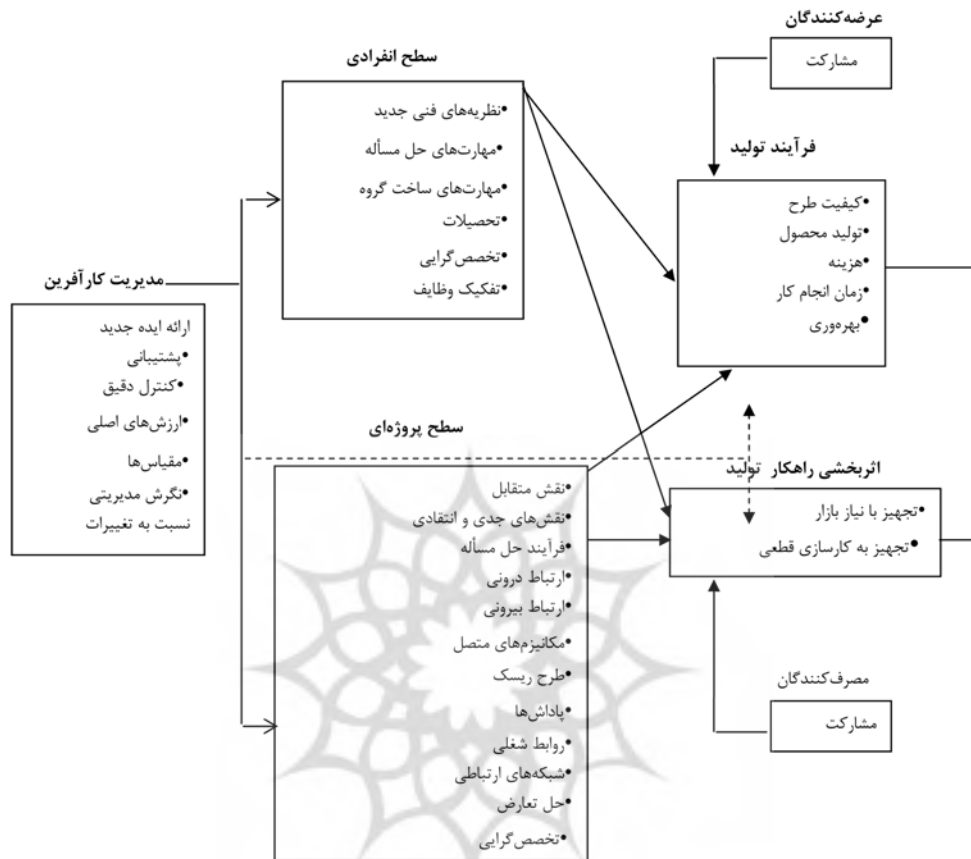 عرضه‌کنندگان
مشارکت
فرآیند تولید
•کیفیت طرح
•تولید محصول
•هزینه
•زمان انجام کار
•بهره‌وری
سطح انفرادی
•نظریه‌های فنی جدید
•مهارت‌های حل مسأله
•مهارت‌های ساخت گروه
•تحصیلات
•تخصص‌گرایی
•تفکیک وظایف
مدیریت کارآفرین
ارائه ایده جدید
•پشتیبانی
•کنترل دقیق
•ارزش‌های اصلی
•مقیاس‌ها
•نگرش مدیریتی
نسبت به تغییرات
سطح پروژه‌ای
•نقش متقابل
•نقش‌های جدی و انتقادی
•فرآیند حل مسأله
•ارتباط درونی
•ارتباط بیرونی
•مکانیزم‌های متصل
•طرح ریسک
•پاداش‌ها
•روابط شغلی
•شبکه‌های ارتباطی
•حل تعارض
•تخصص‌گرایی
اثربخشی راهکار تولید
•تجهیز با نیاز بازار
•تجهیز به کارسازی قطعی
مصرف‌کنندگان
مشارکت